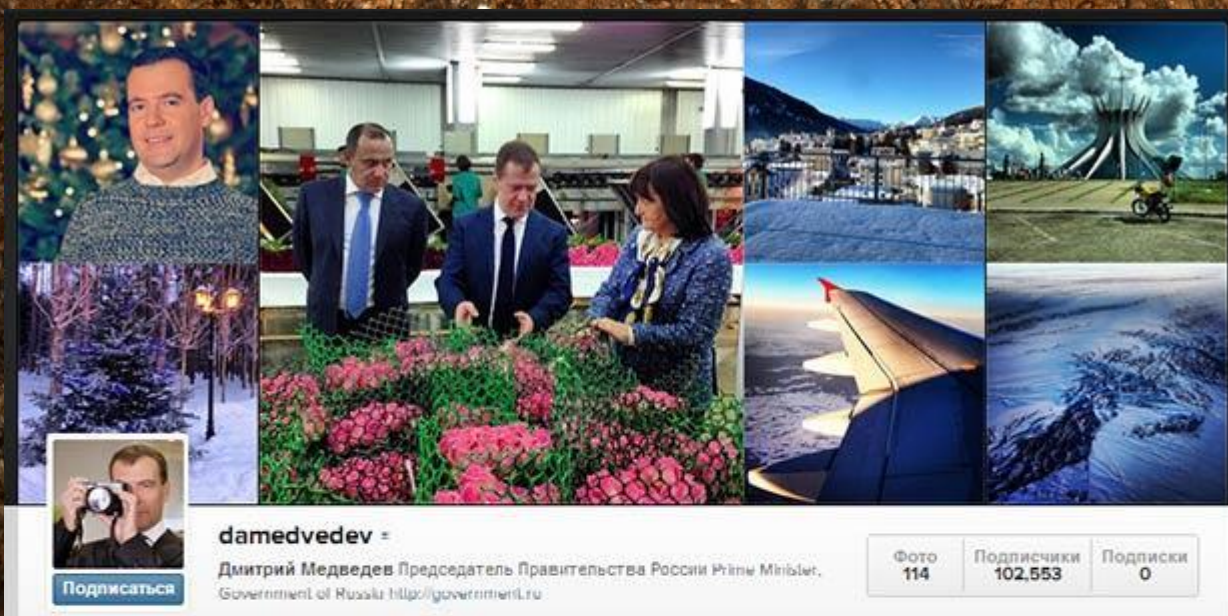 damedvedev
Дмитрий Медведев Председатель Правительства России Prime Minister,
Government of Russia http://government.ru
Подписаться
Фото
114
Подписчики
102,553
Подписки
0